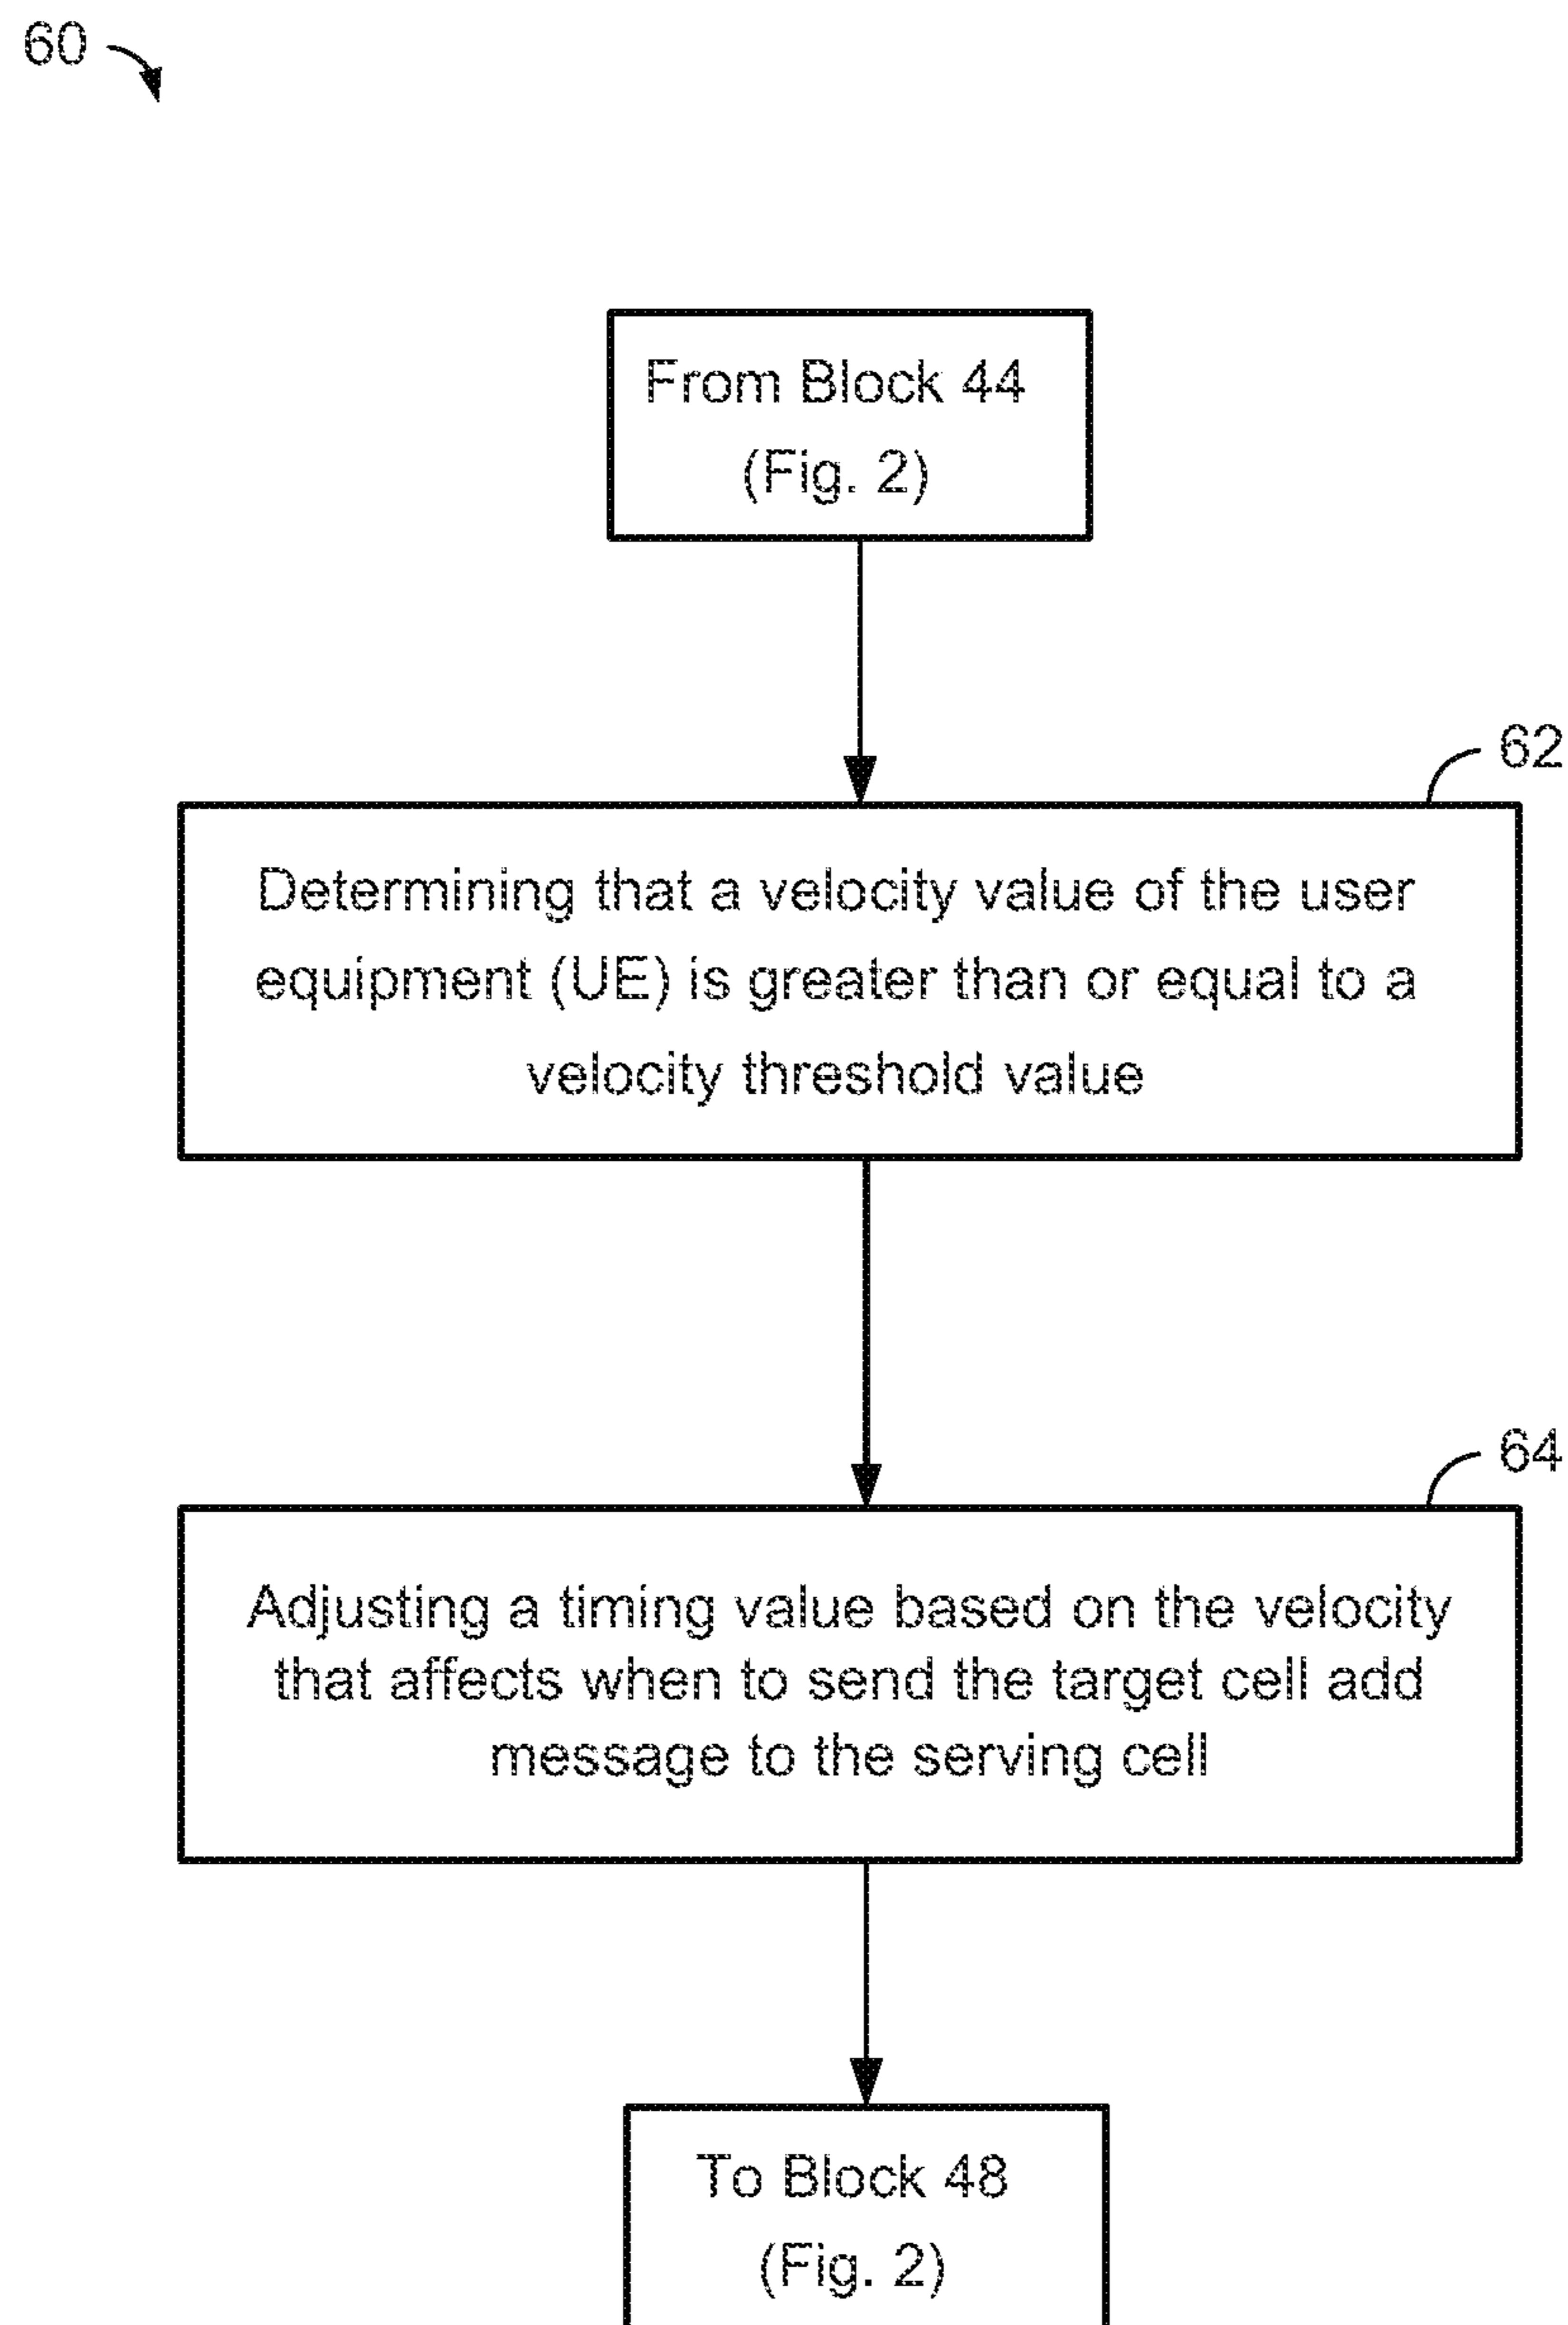 60
From Block 44
(Fig. 2)
62
Determining that a velocity value of the user
equipment (UE) is greater than or equal to a
velocity threshold value
64
Adjusting a timing value based on the velocity
that affects when to send the target cell add
message to the serving cell
To Block 48
(Fig. 2)